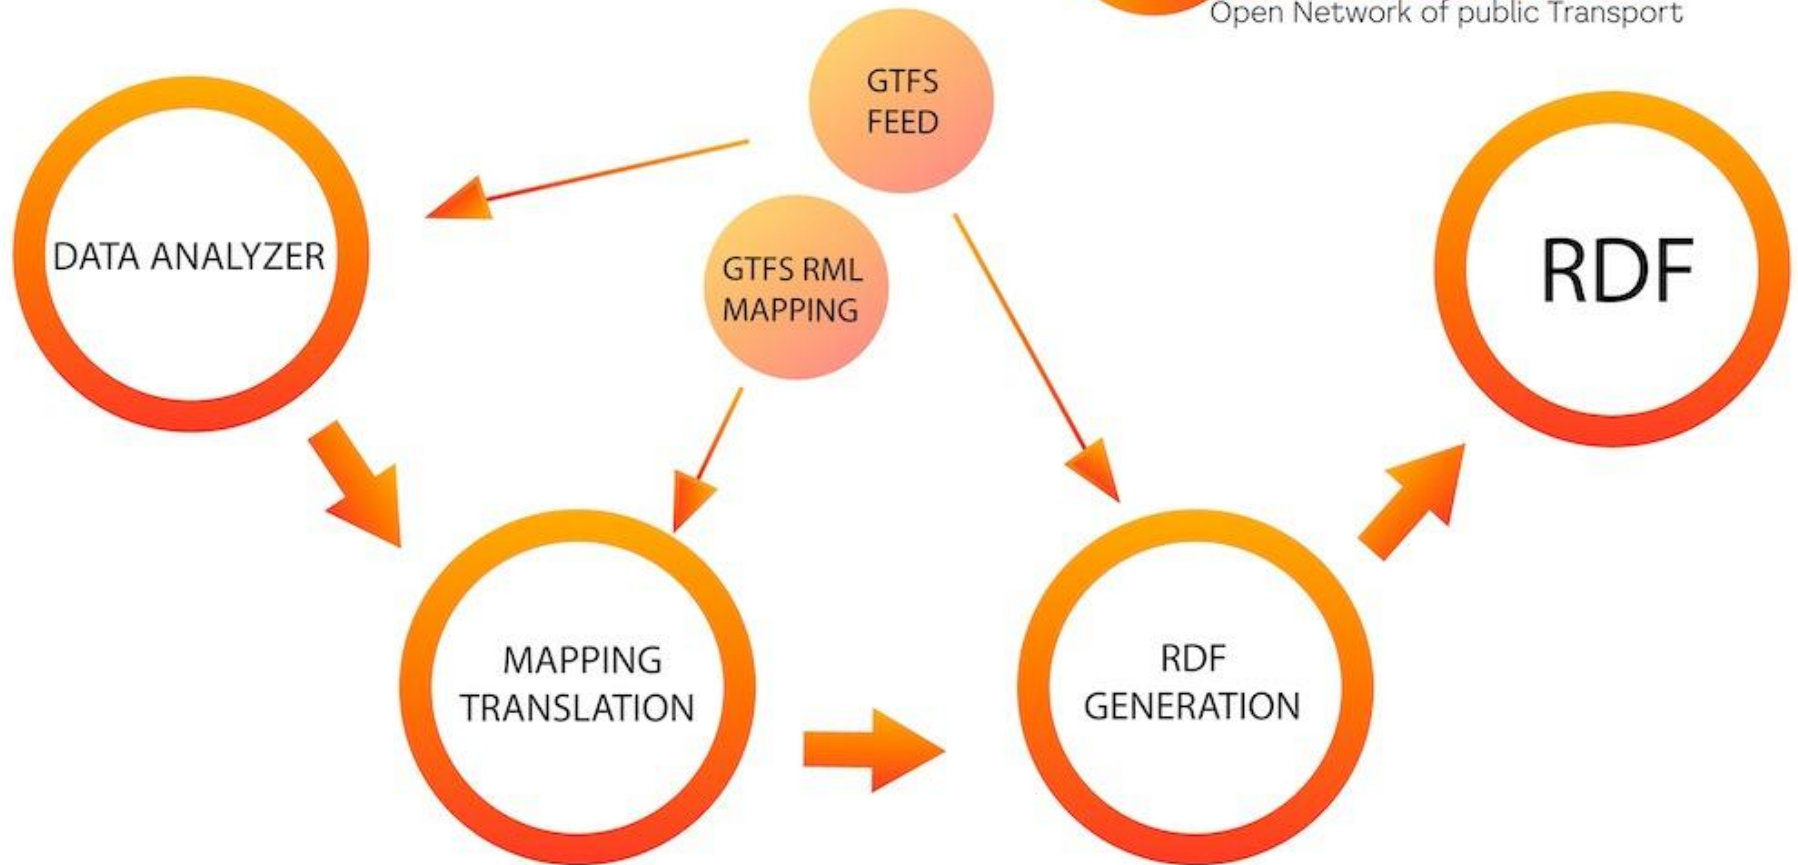 Open Network of public Transport
GTFS
FEED
DATA ANALYZER
GTFS RML
MAPPING
RDF
MAPPING
TRANSLATION
RDF
GENERATION